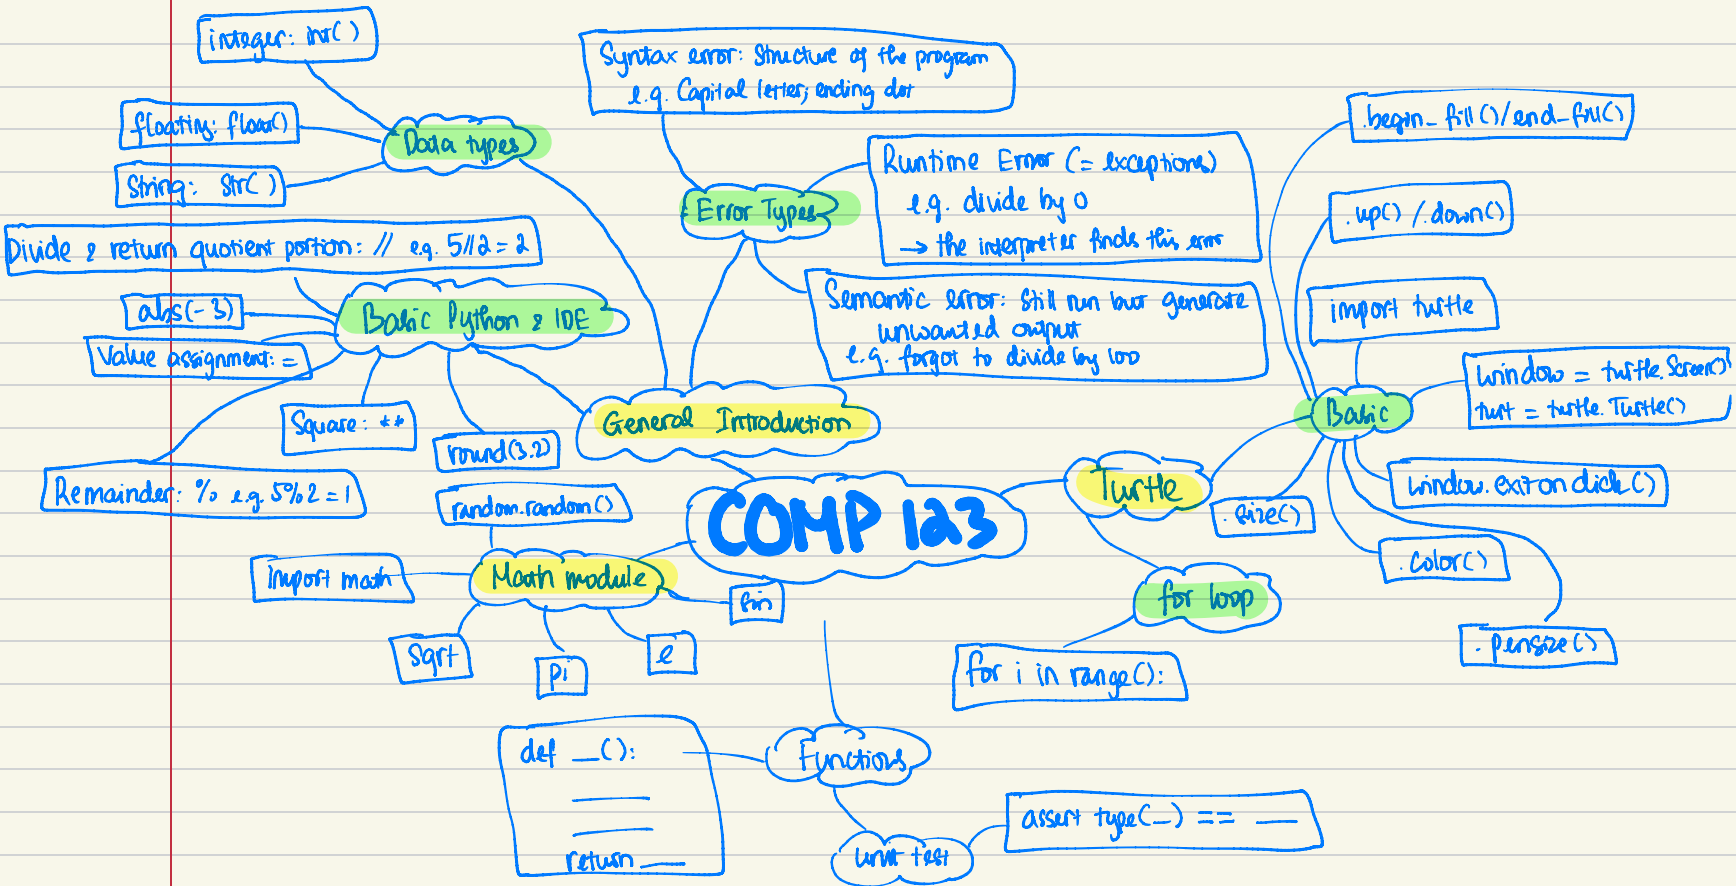 integer: int()
floating: float()
String: str()
Data types
Syntax error: Structure of the program
e.g. Capital letter, ending dot
Error Types
Runtime Error (= exceptions)
e.g. divide by 0
→ the interpreter finds this error
Semantic error: still run but generate
unwanted output
e.g. forgot to divide by 100
Divide & return quotient portion: // e.g. 5//2 = 2
abs(-3)
Value assignment: =
Basic Python & IDE
Square: **
round(3.2)
Remainder: % e.g. 5%2 = 1
General Introduction
COMP 123
.begin_fill()/end_fill()
.up() / .down()
import turtle
window = turtle.Screen()
turt = turtle.Turtle()
Basic
window.exitonclick()
.size()
.color()
.pensize()
Turtle
for loop
for i in range():
random.random()
import math
Math module
sin
Sqrt
Pi
e
def __():
return __
Functions
unit test
assert type(_) == __